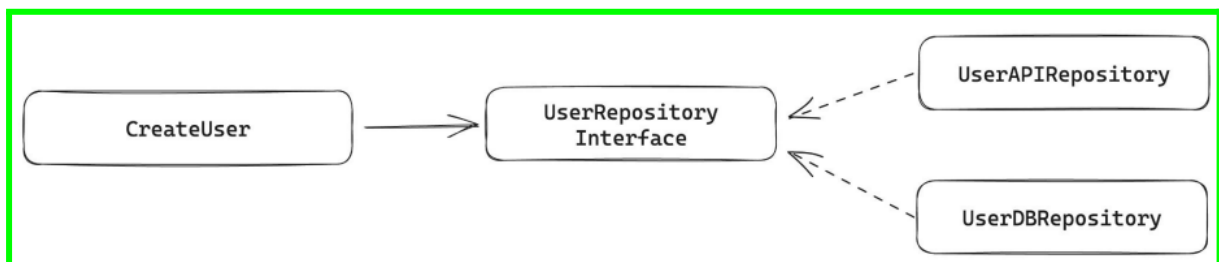 CreateUser
UserRepository
Interface
UserAPIRepository
UserDBRepository